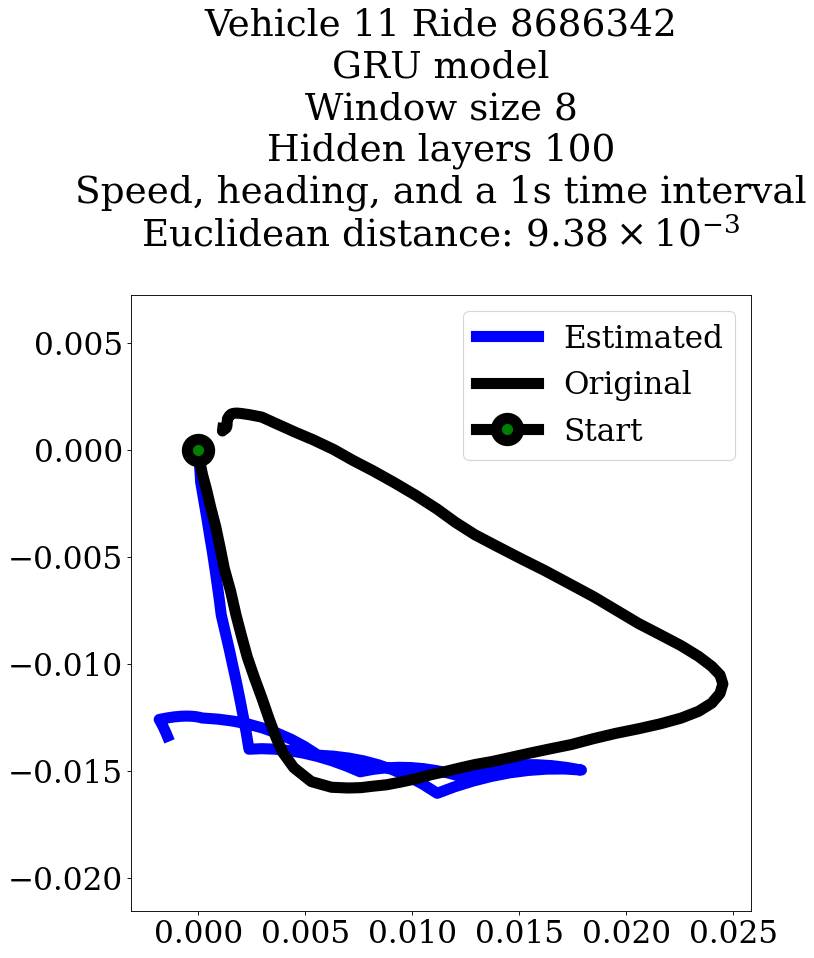 Vehicle 11 Ride 8686342
GRU model
Window size 8
Hidden layers 100
Speed, heading, and a 1s time interval
Euclidean distance: 9.38 × 10⁻³
Estimated
Original
Start
0.005
0.000
−0.005
−0.010
−0.015
−0.020
0.000 0.005 0.010 0.015 0.020 0.025